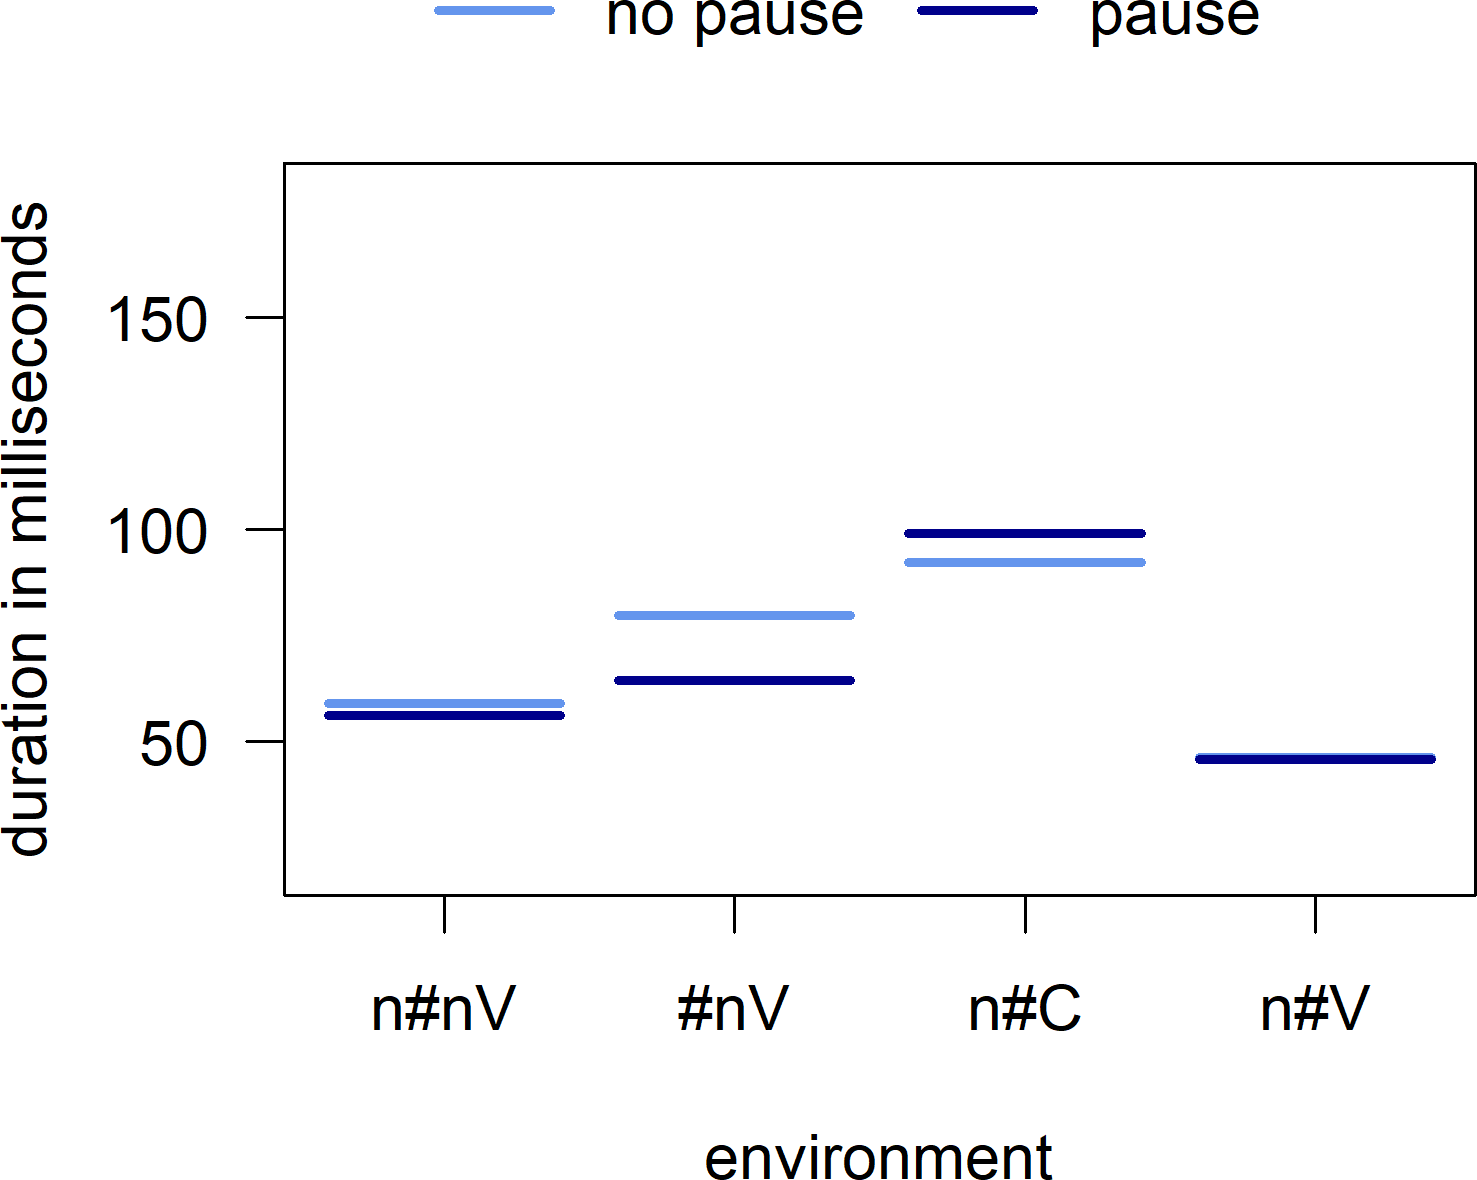 no pause pause
duration in milliseconds
150
100
50
n#nV #nV n#C n#V
environment